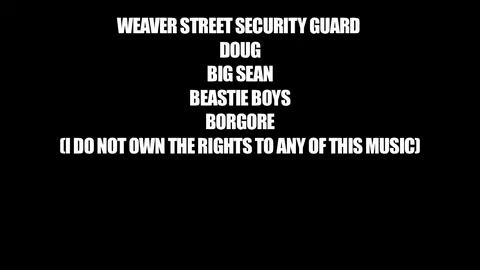 WEAVER STREET SECURITY GUARD
DOUG
BIG SEAN
BEASTIE BOYS
BORGORE
(I DO NOT OWN THE RIGHTS TO ANY OF THIS MUSIC)